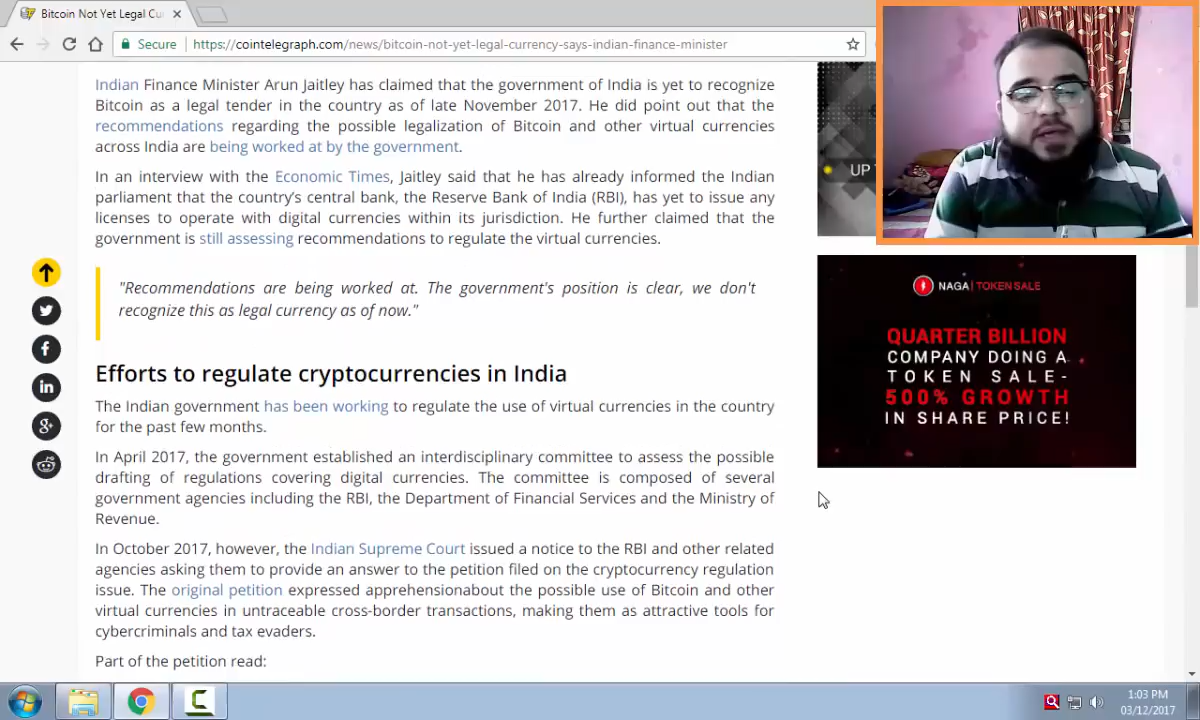 Bitcoin Not Yet Legal Cu
Secure
https://cointelegraph.com/news/bitcoin-not-yet-legal-currency-says-indian-finance-minister
Indian Finance Minister Arun Jaitley has claimed that the government of India is yet to recognize
Bitcoin as a legal tender in the country as of late November 2017. He did point out that the
recommendations regarding the possible legalization of Bitcoin and other virtual currencies
across India are being worked at by the government.
In an interview with the Economic Times, Jaitley said that he has already informed the Indian
parliament that the country's central bank, the Reserve Bank of India (RBI), has yet to issue any
licenses to operate with digital currencies within its jurisdiction. He further claimed that the
government is still assessing recommendations to regulate the virtual currencies.
"Recommendations are being worked at. The government's position is clear, we don't
recognize this as legal currency as of now."
Efforts to regulate cryptocurrencies in India
The Indian government has been working to regulate the use of virtual currencies in the country
for the past few months.
In April 2017, the government established an interdisciplinary committee to assess the possible
drafting of regulations covering digital currencies. The committee is composed of several
government agencies including the RBI, the Department of Financial Services and the Ministry of
Revenue.
In October 2017, however, the Indian Supreme Court issued a notice to the RBI and other related
agencies asking them to provide an answer to the petition filed on the cryptocurrency regulation
issue. The original petition expressed apprehensionabout the possible use of Bitcoin and other
virtual currencies in untraceable cross-border transactions, making them as attractive tools for
cybercriminals and tax evaders.
Part of the petition read:
UP
NAGA | TOKEN SALE
QUARTER BILLION
COMPANY DOING A
TOKEN SALE-
500% GROWTH
IN SHARE PRICE!
1:03 PM
03/12/2017